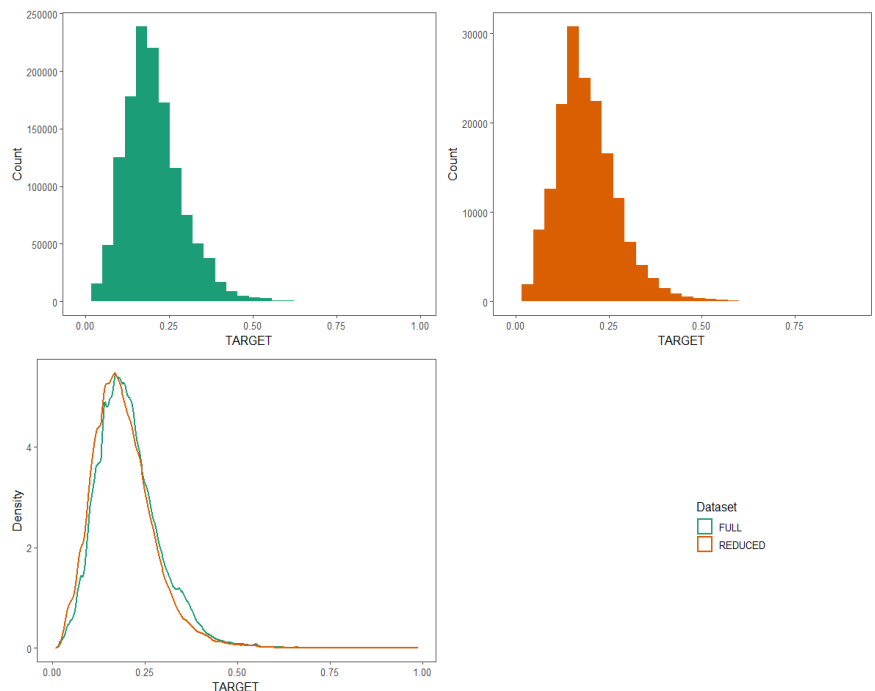 250000
200000
150000
100000
50000
0
Count
0.00 0.25 0.50 0.75 1.00
TARGET
30000
20000
10000
0
Count
0.00 0.25 0.50 0.75
TARGET
4
2
0
Density
0.00 0.25 0.50 0.75 1.00
TARGET
Dataset
FULL
REDUCED